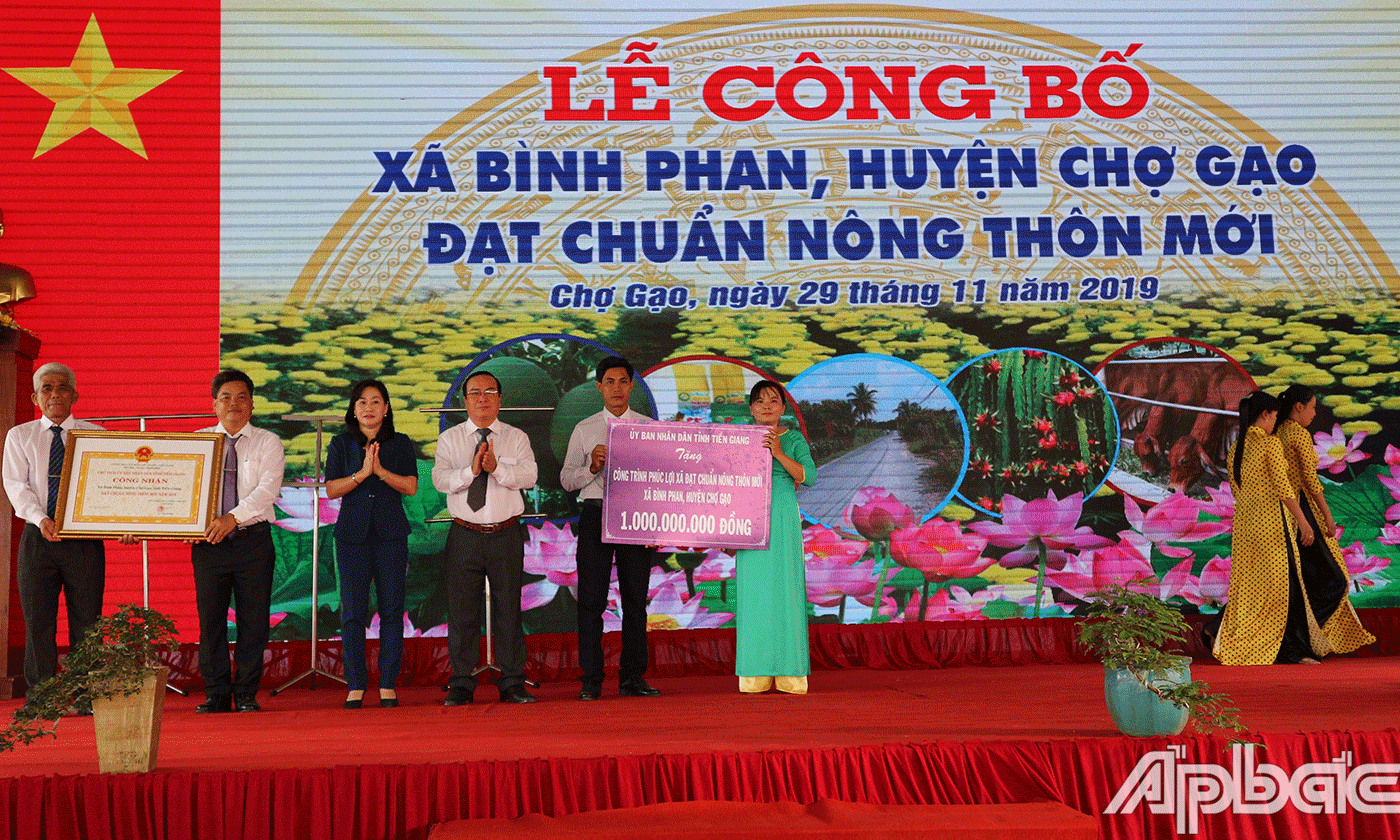 LỄ CÔNG BỐ
XÃ BÌNH PHAN, HUYỆN CHỢ GẠO
ĐẠT CHUẨN NÔNG THÔN MỚI
Chợ Gạo, ngày 29 tháng 11 năm 2019
CÔNG NHẬN
ỦY BAN NHÂN DÂN TỈNH TIỀN GIANG
Tặng
CÔNG TRÌNH PHÚC LỢI XÃ ĐẠT CHUẨN NÔNG THÔN MỚI
XÃ BÌNH PHAN, HUYỆN CHỢ GẠO
1.000.000.000 ĐỒNG
Apbac